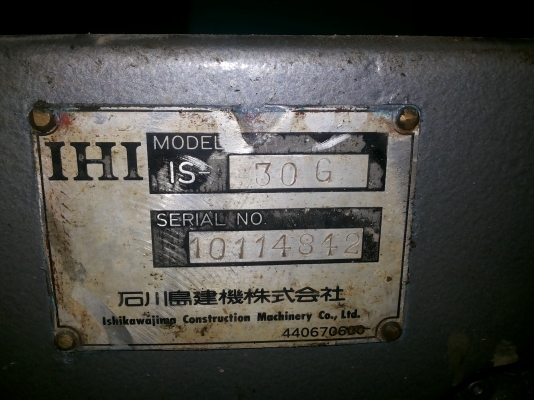 IHI
MODEL
IS- 30G
SERIAL NO.
10114842
石川島建機株式会社
Ishikawajima Construction Machinery Co., Ltd.
440670600